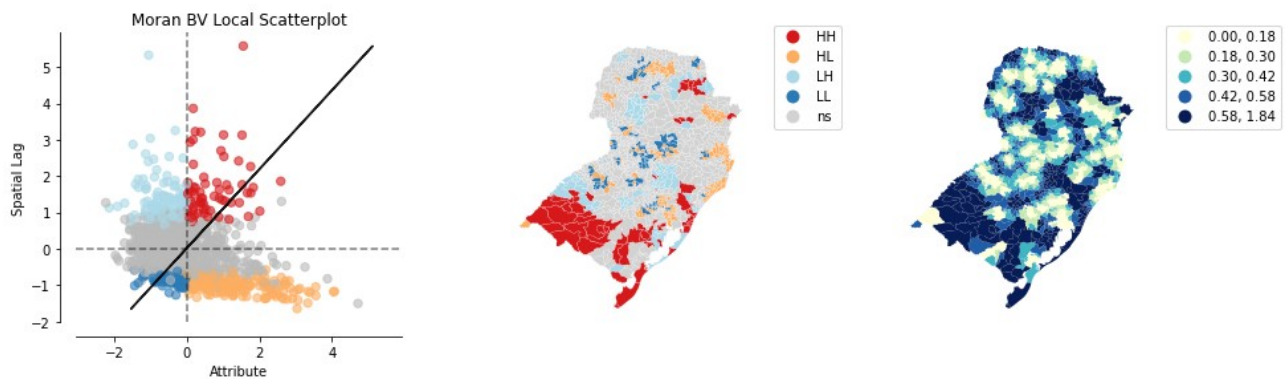 Moran BV Local Scatterplot
Spatial Lag
5
4
3
2
1
0
−1
−2
−2 0 2 4
Attribute
HH
HL
LH
LL
ns
0.00, 0.18
0.18, 0.30
0.30, 0.42
0.42, 0.58
0.58, 1.84